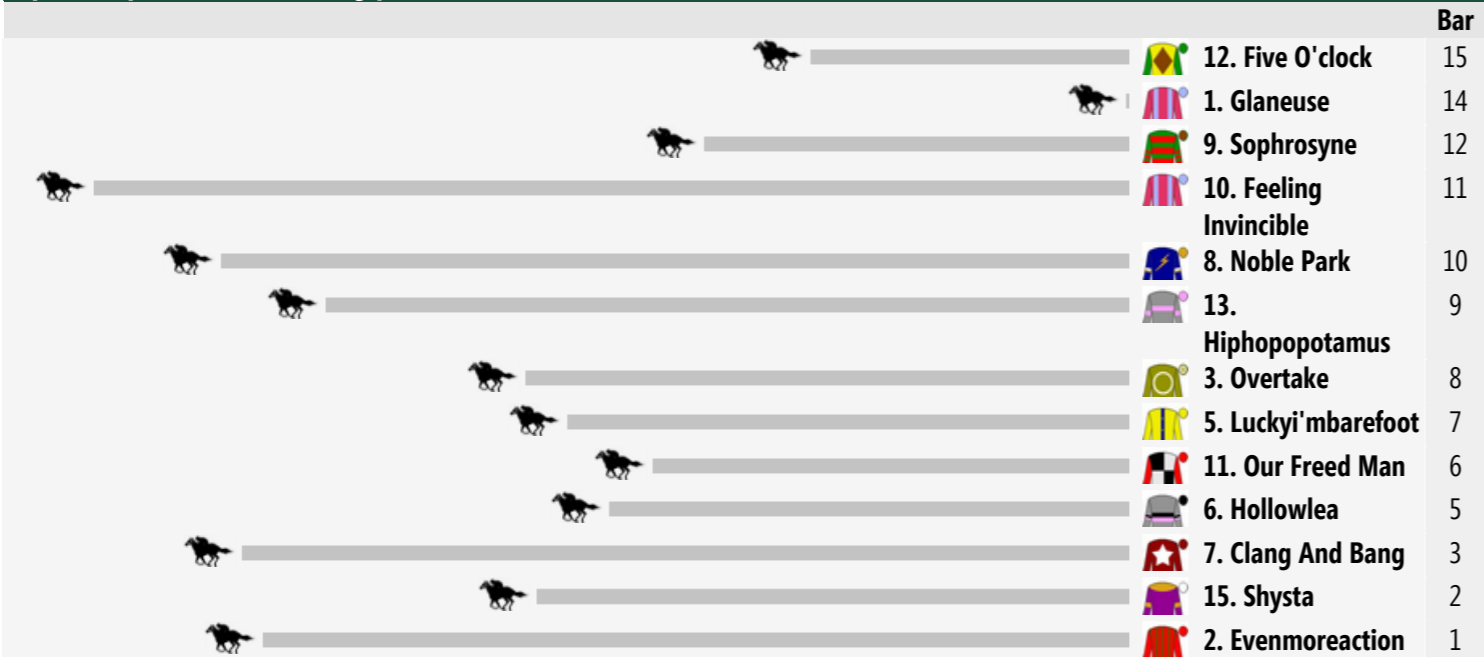 Bar
12. Five O'clock 15
1. Glaneuse 14
9. Sophrosyne 12
10. Feeling 11
Invincible
8. Noble Park 10
13. 9
Hiphopopotamus
3. Overtake 8
5. Luckyi'mbarefoot 7
11. Our Freed Man 6
6. Hollowlea 5
7. Clang And Bang 3
15. Shysta 2
2. Evenmoreaction 1